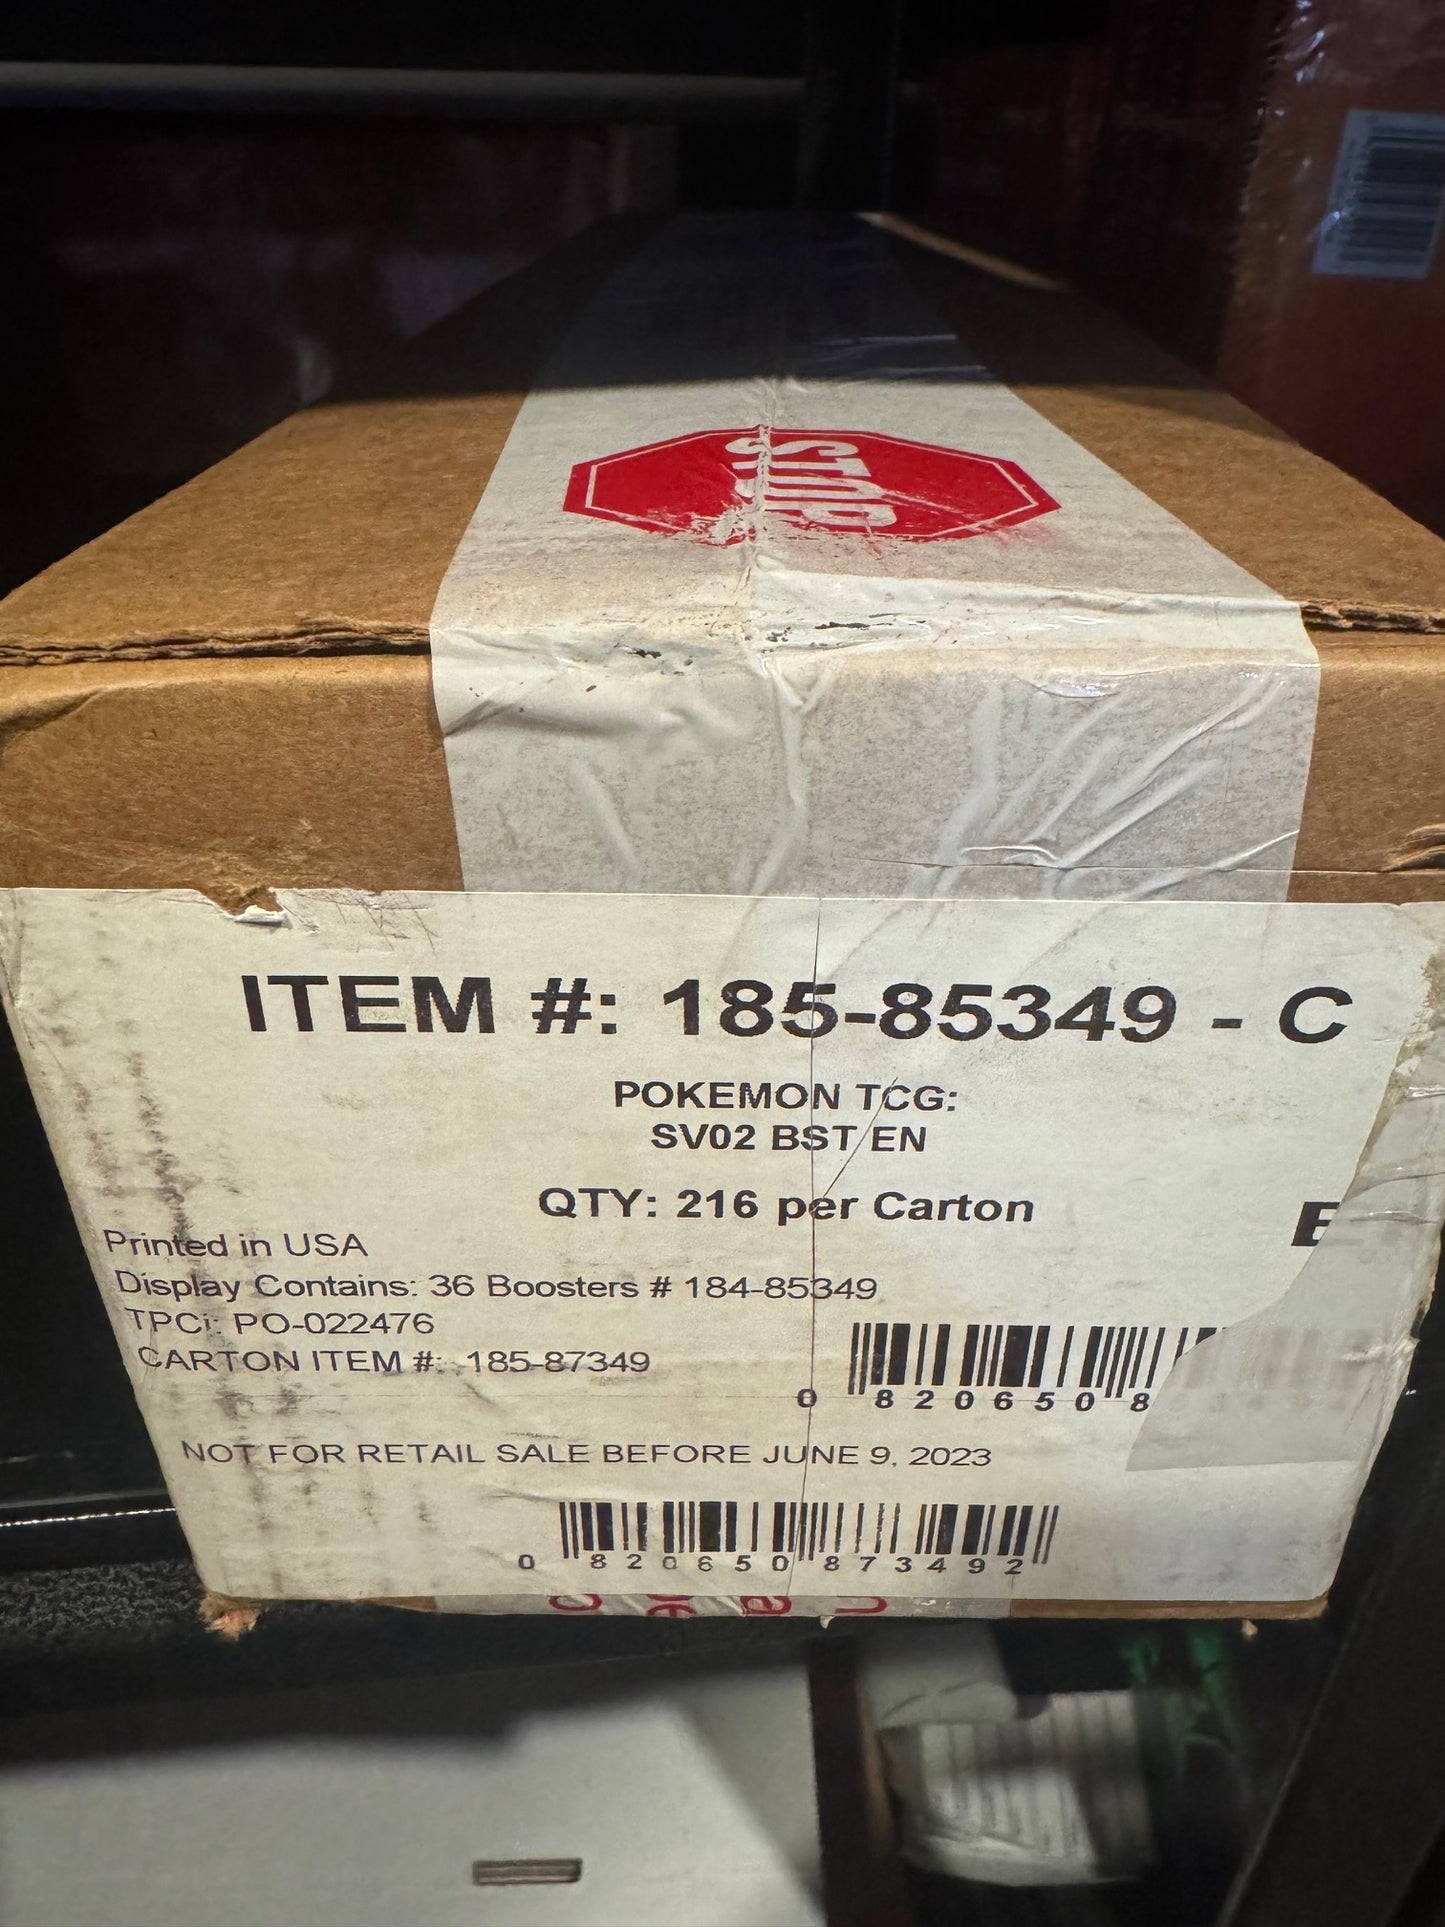 STOP
ITEM #: 185-85349 - C
POKEMON TCG:
SV02 BST EN
QTY: 216 per Carton
E
Printed in USA
Display Contains: 36 Boosters # 184-85349
TPCi: PO-022476
CARTON ITEM #: 185-87349
0 820650 8
NOT FOR RETAIL SALE BEFORE JUNE 9, 2023
0 820650 873492